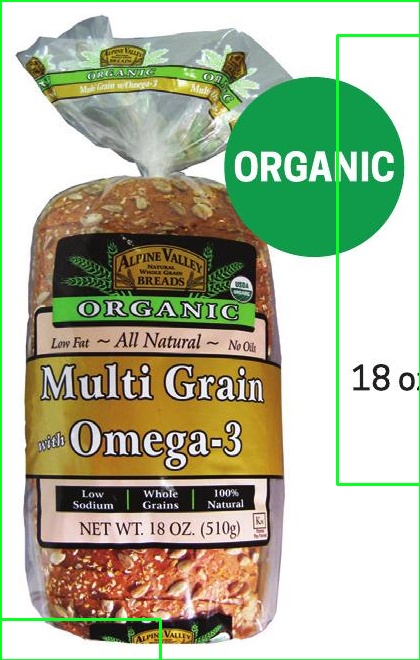 ALPINE VALLEY
BREADS
ORGANIC
Multi Grain w/Omega-3
ORGANIC
ALPINE VALLEY
NATURAL
WHOLE GRAIN
BREADS
USDA
ORGANIC
ORGANIC
Low Fat ~ All Natural ~ No Oils
Multi Grain
with Omega-3
18 oz
Low Sodium | Whole Grains | 100% Natural
NET WT. 18 OZ. (510g)
ALPINE VALLEY
BREADS